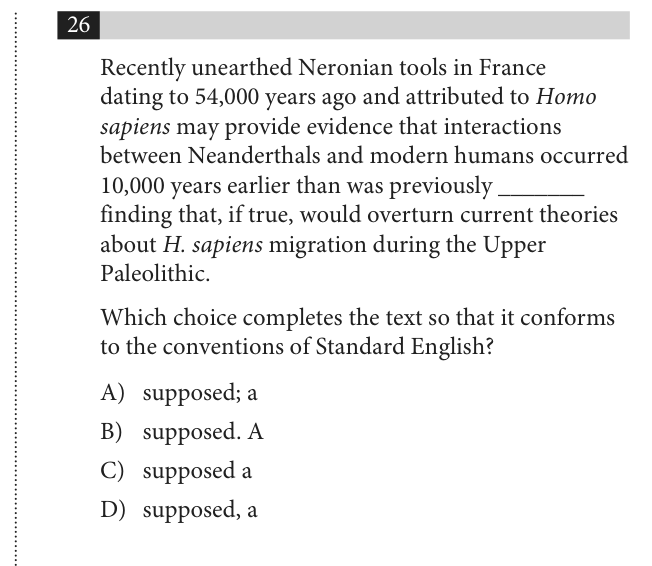 26
Recently unearthed Neronian tools in France
dating to 54,000 years ago and attributed to Homo
sapiens may provide evidence that interactions
between Neanderthals and modern humans occurred
10,000 years earlier than was previously _______
finding that, if true, would overturn current theories
about H. sapiens migration during the Upper
Paleolithic.
Which choice completes the text so that it conforms
to the conventions of Standard English?
A) supposed; a
B) supposed. A
C) supposed a
D) supposed, a